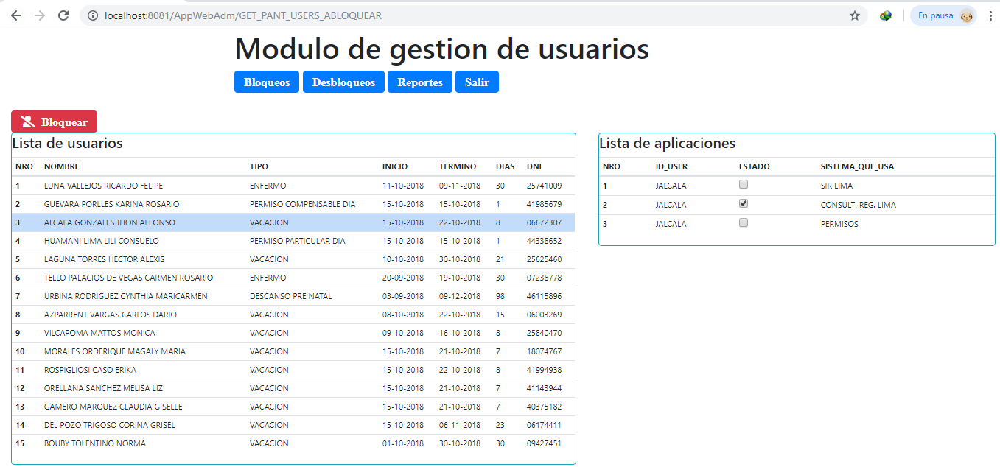 localhost:8081/AppWebAdm/GET_PANT_USERS_ABLOQUEAR
En pausa
Modulo de gestion de usuarios
Bloqueos Desbloqueos Reportes Salir
Bloquear
Lista de usuarios
NRO NOMBRE TIPO INICIO TERMINO DIAS DNI
1 LUNA VALLEJOS RICARDO FELIPE ENFERMO 11-10-2018 09-11-2018 30 25741009
2 GUEVARA PORLLES KARINA ROSARIO PERMISO COMPENSABLE DIA 15-10-2018 15-10-2018 1 41985679
3 ALCALA GONZALES JHON ALFONSO VACACION 15-10-2018 22-10-2018 8 06672307
4 HUAMANI LIMA LILI CONSUELO PERMISO PARTICULAR DIA 15-10-2018 15-10-2018 1 44338652
5 LAGUNA TORRES HECTOR ALEXIS VACACION 10-10-2018 30-10-2018 21 25625460
6 TELLO PALACIOS DE VEGAS CARMEN ROSARIO ENFERMO 20-09-2018 19-10-2018 30 07238778
7 URBINA RODRIGUEZ CYNTHIA MARICARMEN DESCANSO PRE NATAL 03-09-2018 09-12-2018 98 46115896
8 AZPARRENT VARGAS CARLOS DARIO VACACION 08-10-2018 22-10-2018 15 06003269
9 VILCAPOMA MATTOS MONICA VACACION 09-10-2018 16-10-2018 8 25840470
10 MORALES ORDERIQUE MAGALY MARIA VACACION 15-10-2018 21-10-2018 7 18074767
11 ROSPIGLIOSI CASO ERIKA VACACION 15-10-2018 22-10-2018 8 41994938
12 ORELLANA SANCHEZ MELISA LIZ VACACION 15-10-2018 21-10-2018 7 41143944
13 GAMERO MARQUEZ CLAUDIA GISELLE VACACION 15-10-2018 21-10-2018 7 40375182
14 DEL POZO TRIGOSO CORINA GRISEL VACACION 15-10-2018 06-11-2018 23 06174411
15 BOUBY TOLENTINO NORMA VACACION 01-10-2018 30-10-2018 30 09427451
Lista de aplicaciones
NRO ID_USER ESTADO SISTEMA_QUE_USA
1 JALCALA SIR LIMA
2 JALCALA CONSULT. REG. LIMA
3 JALCALA PERMISOS